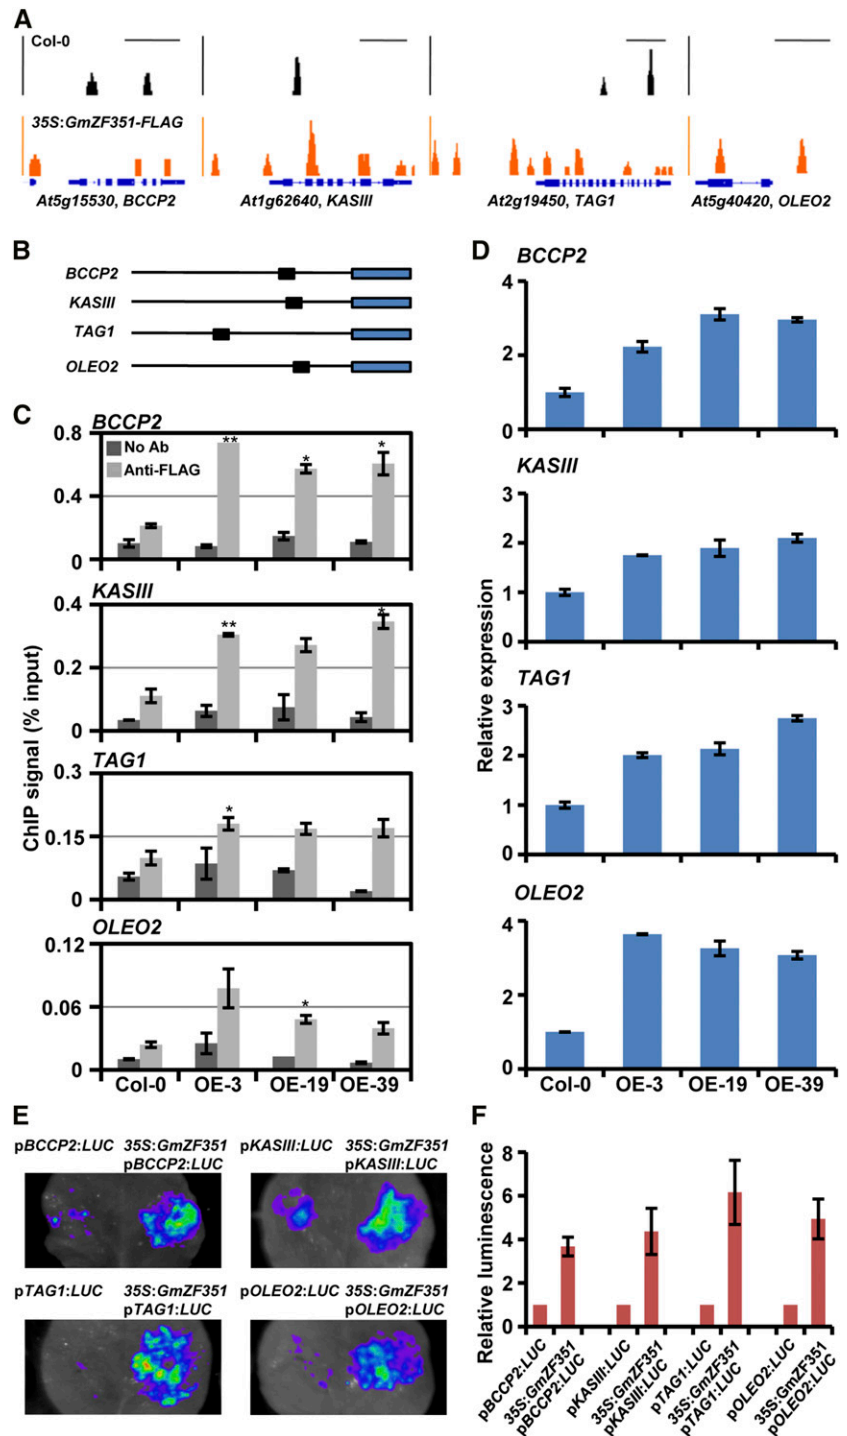 A
Col-0
35S:GmZF351-FLAG
At5g15530, BCCP2
At1g62640, KASIII
At2g19450, TAG1
At5g40420, OLEO2
B
BCCP2
KASIII
TAG1
OLEO2
C
BCCP2
No Ab
Anti-FLAG
**
*
*
0.8
0.4
0
KASIII
**
*
0.4
0.2
0
TAG1
*
0.3
0.15
0
OLEO2
*
0.12
0.06
0
ChIP signal (% input)
Col-0 OE-3 OE-19 OE-39
D
BCCP2
4
2
0
KASIII
3
2
1
0
TAG1
3
2
1
0
OLEO2
4
2
0
Relative expression
Col-0 OE-3 OE-19 OE-39
E
pBCCP2:LUC 35S:GmZF351
pBCCP2:LUC
pKASIII:LUC 35S:GmZF351
pKASIII:LUC
pTAG1:LUC 35S:GmZF351
pTAG1:LUC
pOLEO2:LUC 35S:GmZF351
pOLEO2:LUC
F
Relative luminescence
8
6
4
2
0
pBCCP2:LUC
35S:GmZF351
pBCCP2:LUC
pKASIII:LUC
35S:GmZF351
pKASIII:LUC
pTAG1:LUC
35S:GmZF351
pTAG1:LUC
pOLEO2:LUC
35S:GmZF351
pOLEO2:LUC